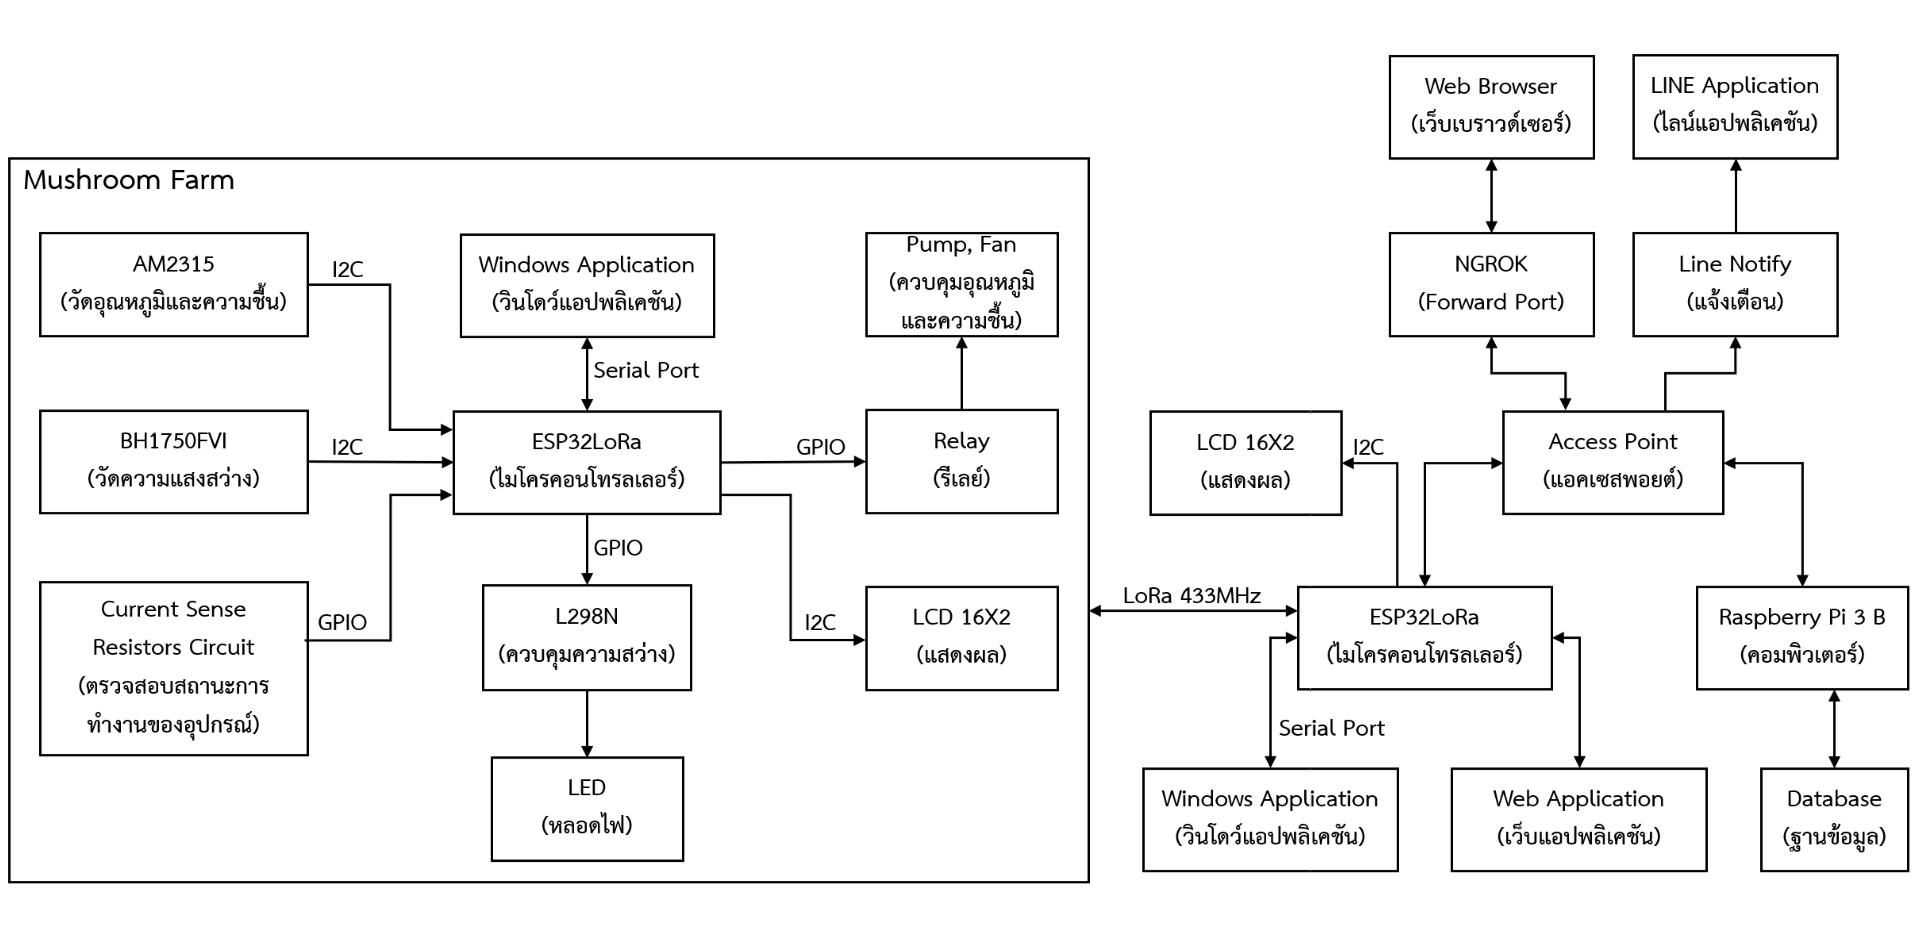 Web Browser
(เว็บเบราวด์เซอร์)
LINE Application
(ไลน์แอปพลิเคชัน)
Mushroom Farm
AM2315
(วัดอุณหภูมิและความชื้น)
I2C
Windows Application
(วินโดว์แอปพลิเคชัน)
Serial Port
Pump, Fan
(ควบคุมอุณหภูมิ
และความชื้น)
NGROK
(Forward Port)
Line Notify
(แจ้งเตือน)
BH1750FVI
(วัดความแสงสว่าง)
I2C
ESP32LoRa
(ไมโครคอนโทรลเลอร์)
GPIO
Relay
(รีเลย์)
LCD 16X2
(แสดงผล)
I2C
Access Point
(แอคเซสพอยต์)
Current Sense
Resistors Circuit
(ตรวจสอบสถานะการ
ทำงานของอุปกรณ์)
GPIO
GPIO
L298N
(ควบคุมความสว่าง)
I2C
LCD 16X2
(แสดงผล)
LoRa 433MHz
ESP32LoRa
(ไมโครคอนโทรลเลอร์)
Raspberry Pi 3 B
(คอมพิวเตอร์)
Serial Port
LED
(หลอดไฟ)
Windows Application
(วินโดว์แอปพลิเคชัน)
Web Application
(เว็บแอปพลิเคชัน)
Database
(ฐานข้อมูล)